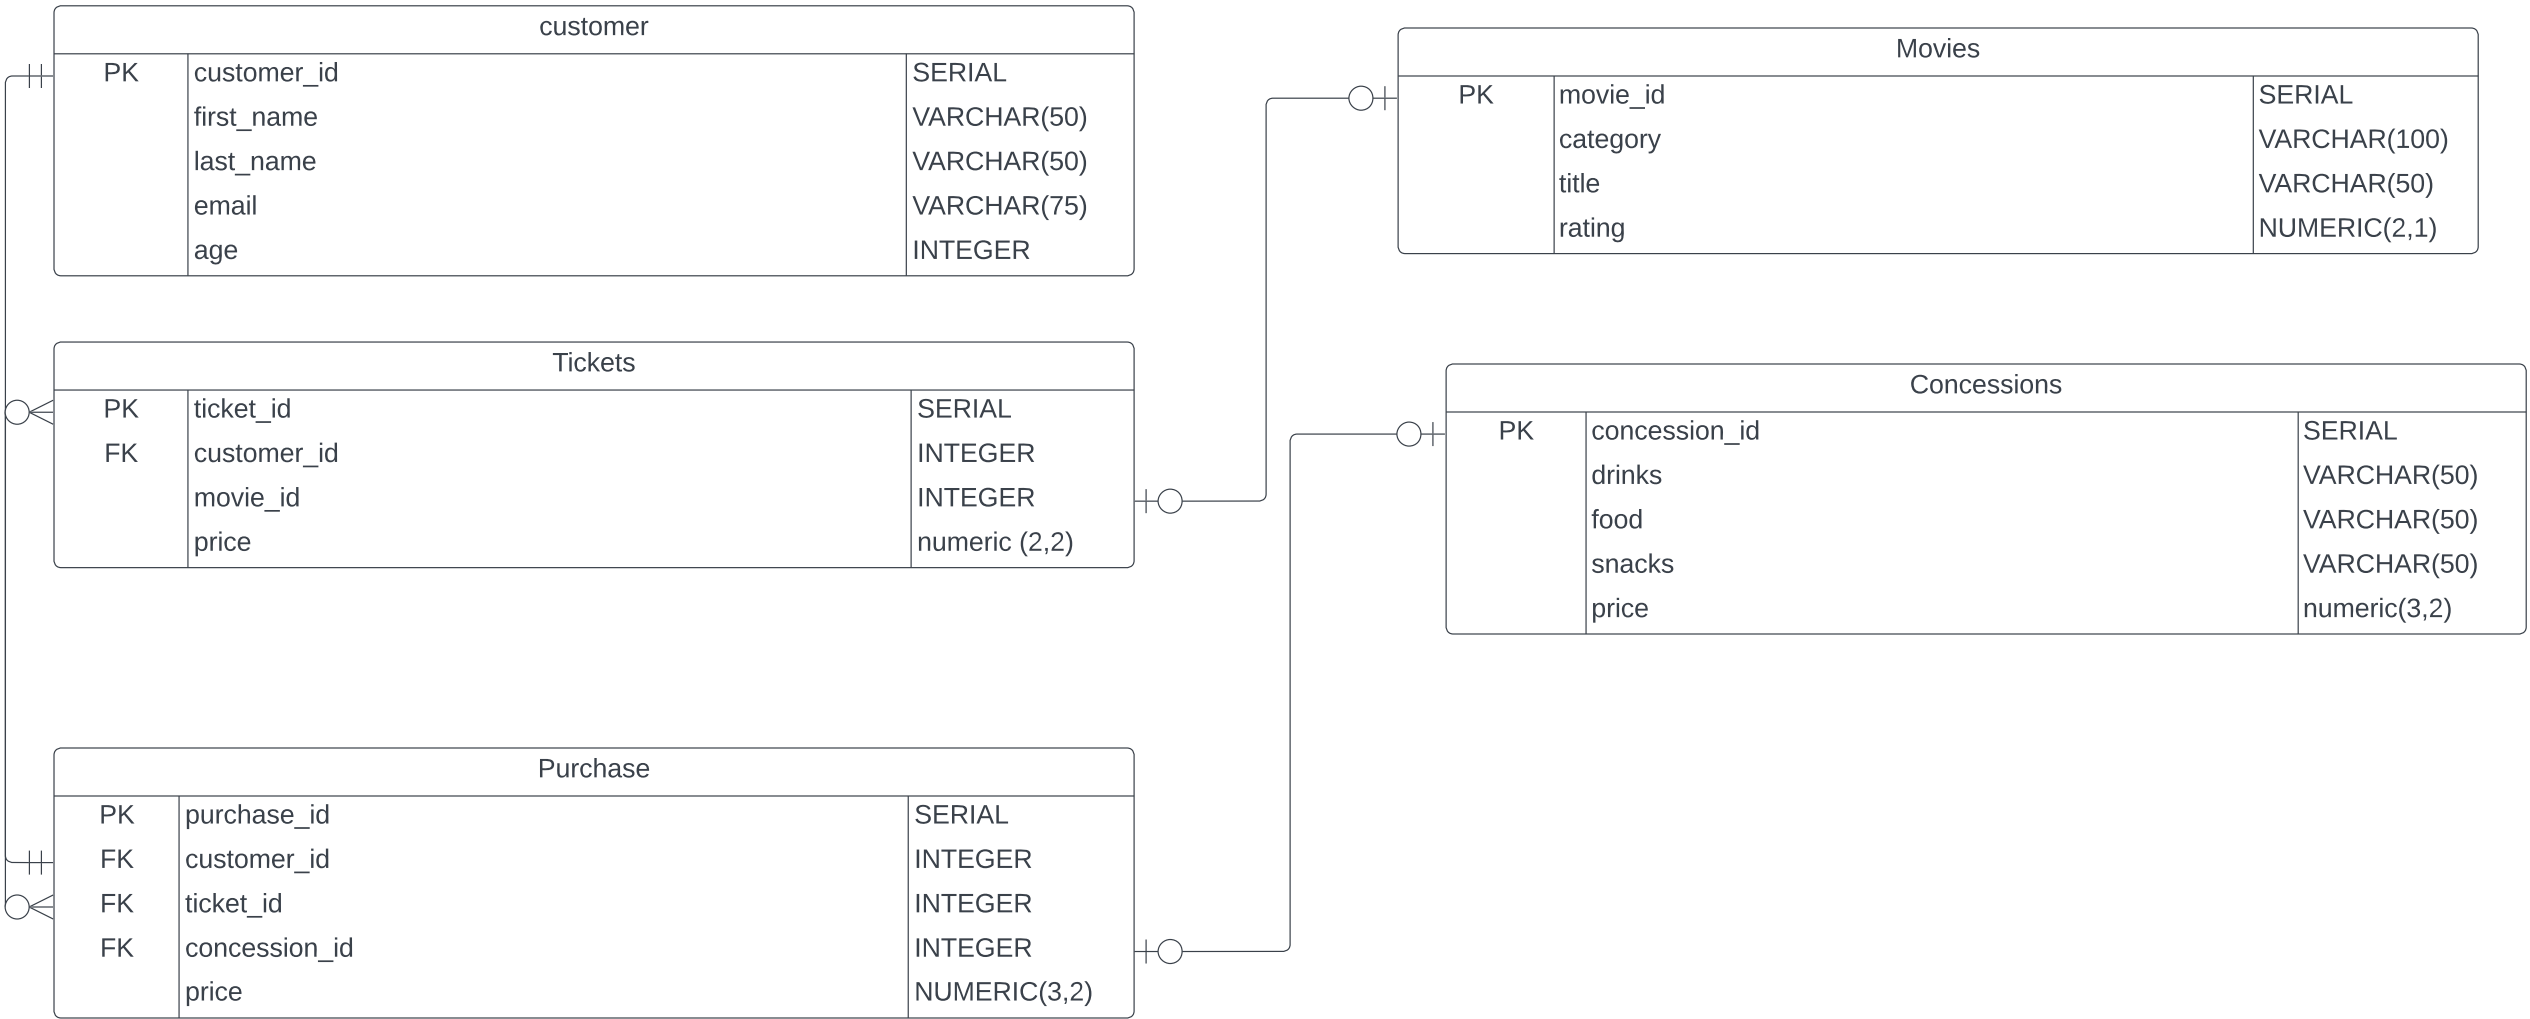 customer
PK customer_id SERIAL
first_name VARCHAR(50)
last_name VARCHAR(50)
email VARCHAR(75)
age INTEGER
Movies
PK movie_id SERIAL
category VARCHAR(100)
title VARCHAR(50)
rating NUMERIC(2,1)
Tickets
PK ticket_id SERIAL
FK customer_id INTEGER
movie_id INTEGER
price numeric (2,2)
Concessions
PK concession_id SERIAL
drinks VARCHAR(50)
food VARCHAR(50)
snacks VARCHAR(50)
price numeric(3,2)
Purchase
PK purchase_id SERIAL
FK customer_id INTEGER
FK ticket_id INTEGER
FK concession_id INTEGER
price NUMERIC(3,2)